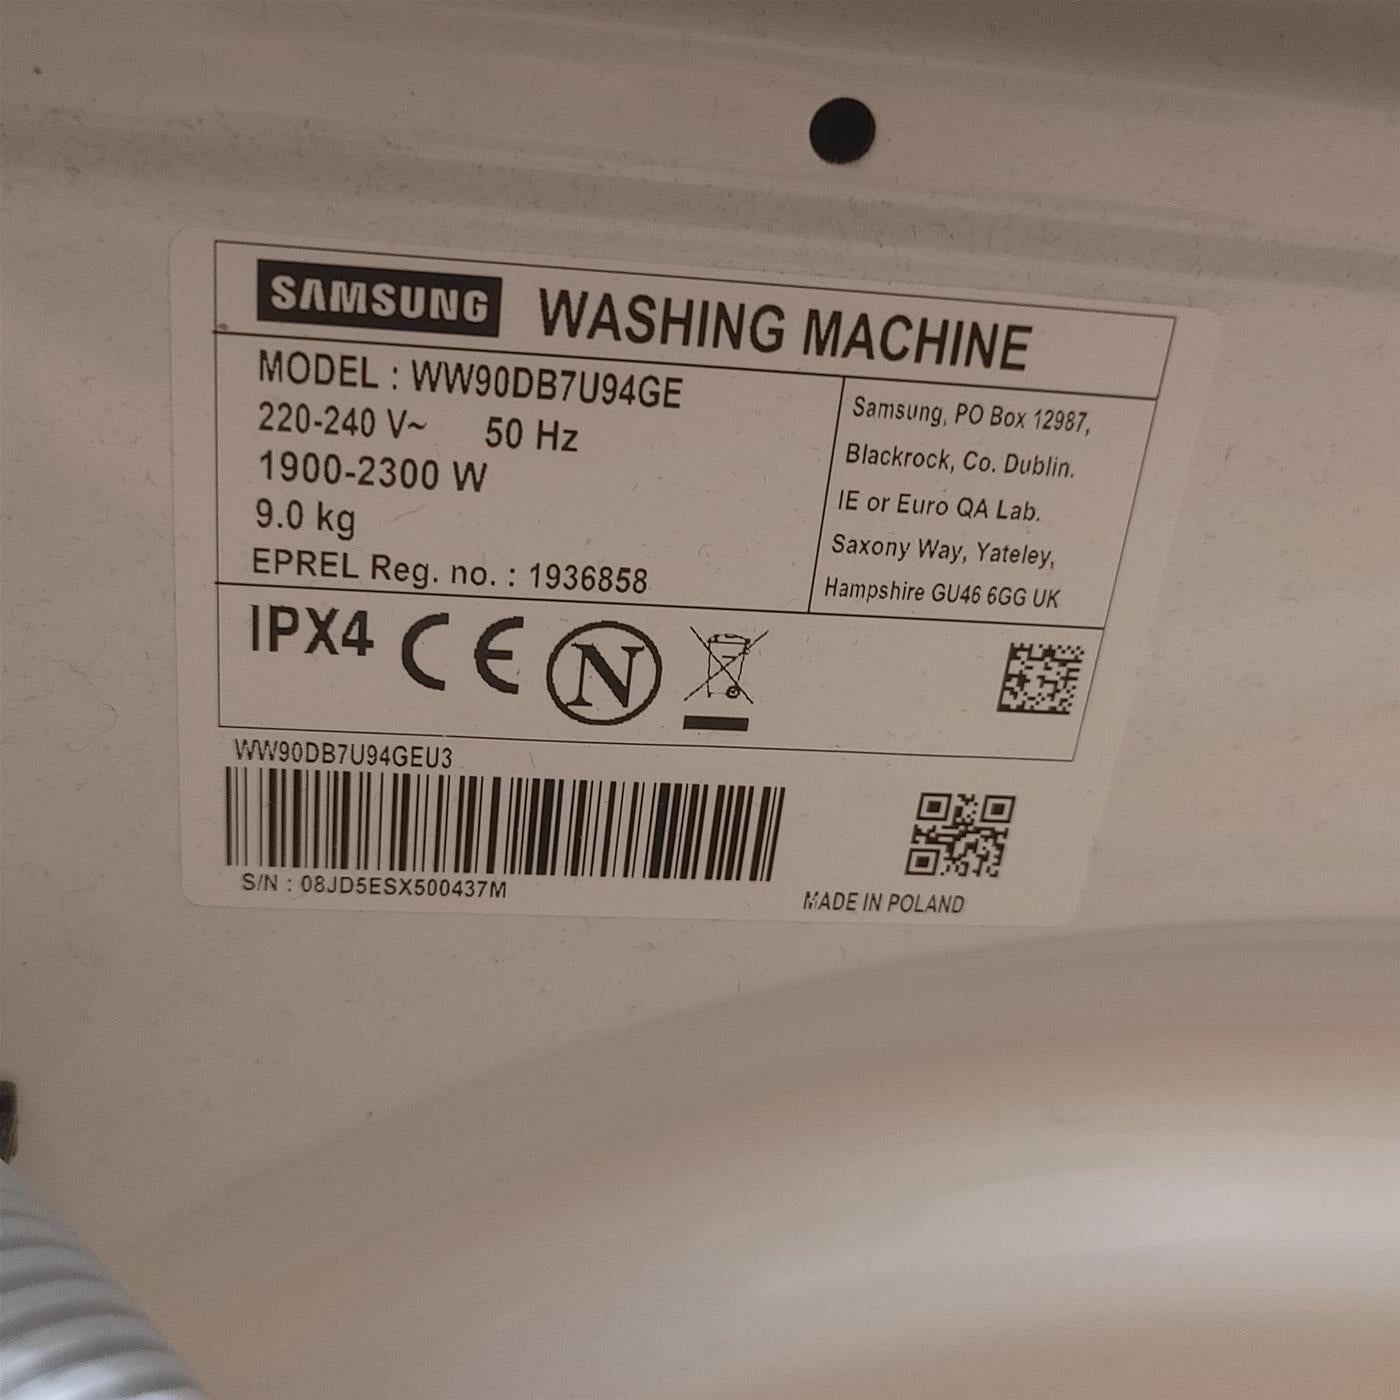 SAMSUNG WASHING MACHINE
MODEL : WW90DB7U94GE
220-240 V~ 50 Hz
1900-2300 W
9.0 kg
EPREL Reg. no. : 1936858
Samsung, PO Box 12987,
Blackrock, Co. Dublin.
IE or Euro QA Lab.
Saxony Way, Yateley,
Hampshire GU46 6GG UK
IPX4 CE N
WW90DB7U94GEU3
S/N : 08JD5ESX500437M
MADE IN POLAND